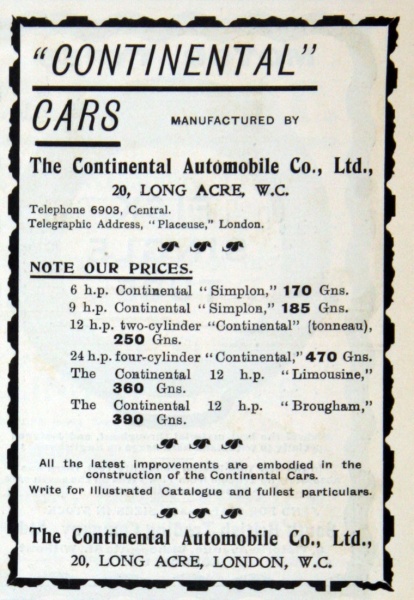 "CONTINENTAL"
CARS
MANUFACTURED BY
The Continental Automobile Co., Ltd.,
20, LONG ACRE, W.C.
Telephone 6903, Central.
Telegraphic Address, "Placeuse," London.
NOTE OUR PRICES.
6 h.p. Continental "Simplon," 170 Gns.
9 h.p. Continental "Simplon," 185 Gns.
12 h.p. two-cylinder "Continental" (tonneau),
250 Gns.
24 h.p. four-cylinder "Continental," 470 Gns.
The Continental 12 h.p. "Limousine,"
360 Gns.
The Continental 12 h.p. "Brougham,"
390 Gns.
All the latest improvements are embodied in the
construction of the Continental Cars.
Write for Illustrated Catalogue and fullest particulars.
The Continental Automobile Co., Ltd.,
20, LONG ACRE, LONDON, W.C.